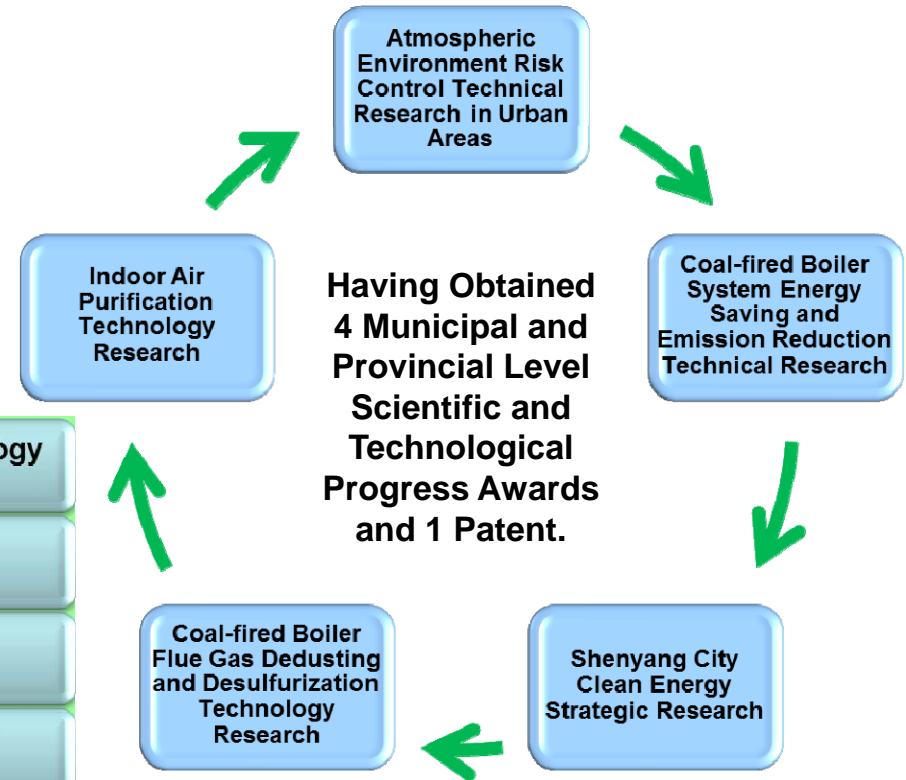 Atmospheric
Environment Risk
Control Technical
Research in Urban
Areas
Indoor Air
Purification
Technology
Research
Having Obtained
4 Municipal and
Provincial Level
Scientific and
Technological
Progress Awards
and 1 Patent.
Coal-fired Boiler
System Energy
Saving and
Emission Reduction
Technical Research
Coal-fired Boiler
Flue Gas Dedusting
and Desulfurization
Technology
Research
Shenyang City
Clean Energy
Strategic Research